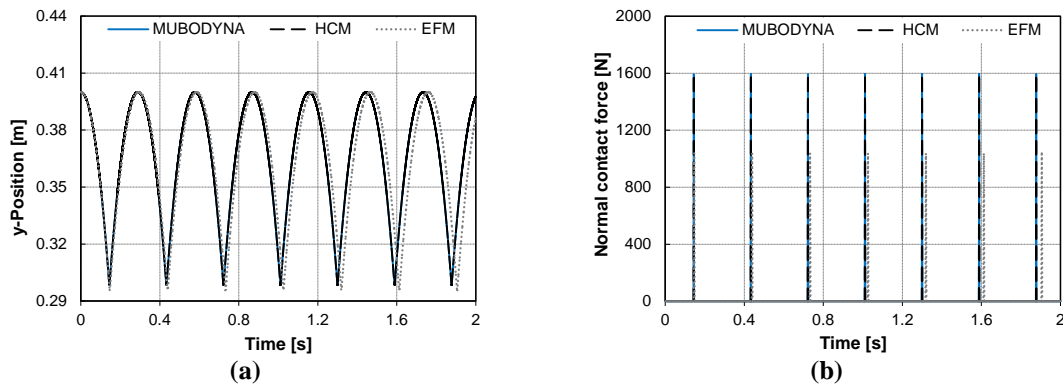 MUBODYNA HCM EFM
0.44
0.41
0.38
0.35
0.32
0.29
y-Position [m]
0 0.4 0.8 1.2 1.6 2
Time [s]
(a)
MUBODYNA HCM EFM
2000
1600
1200
800
400
0
Normal contact force [N]
0 0.4 0.8 1.2 1.6 2
Time [s]
(b)